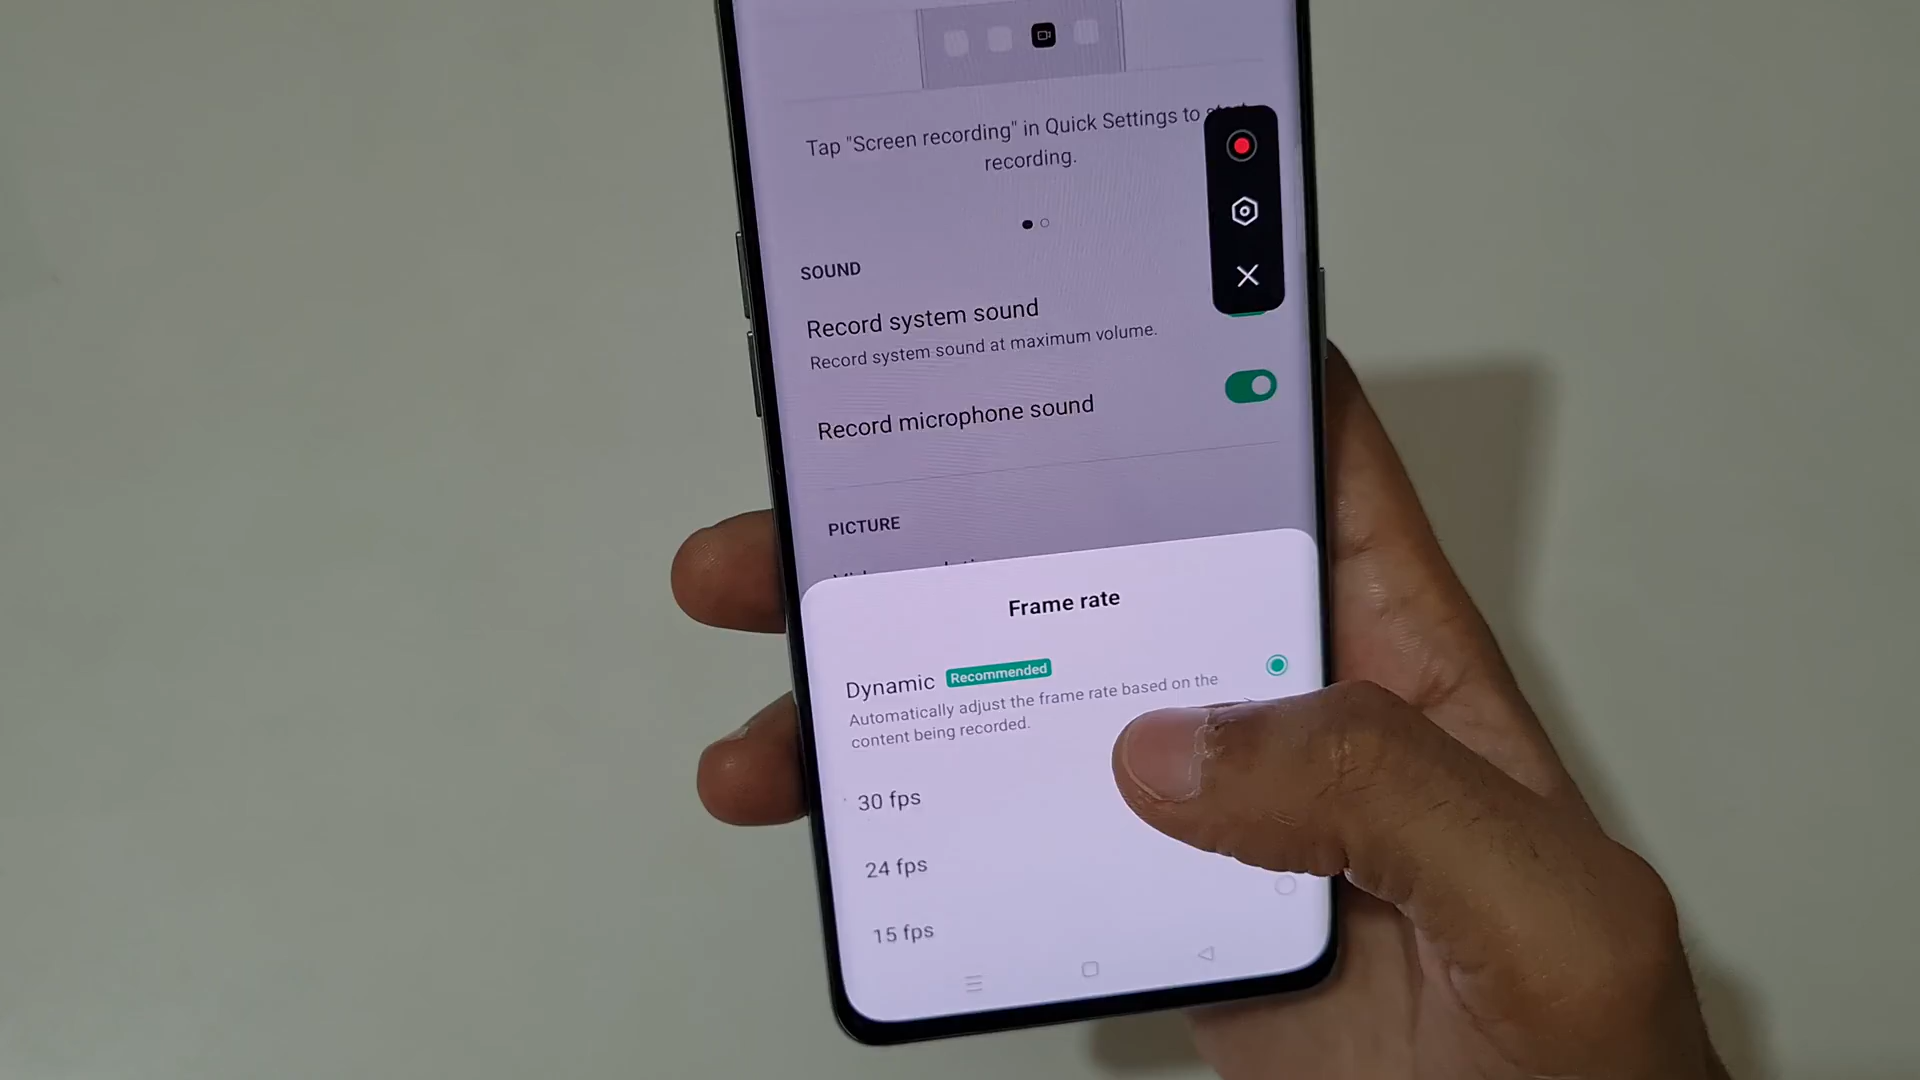 Tap "Screen recording" in Quick Settings to
recording.
SOUND
Record system sound
Record system sound at maximum volume.
Record microphone sound
PICTURE
Frame rate
Dynamic Recommended
Automatically adjust the frame rate based on the
content being recorded.
30 fps
24 fps
15 fps